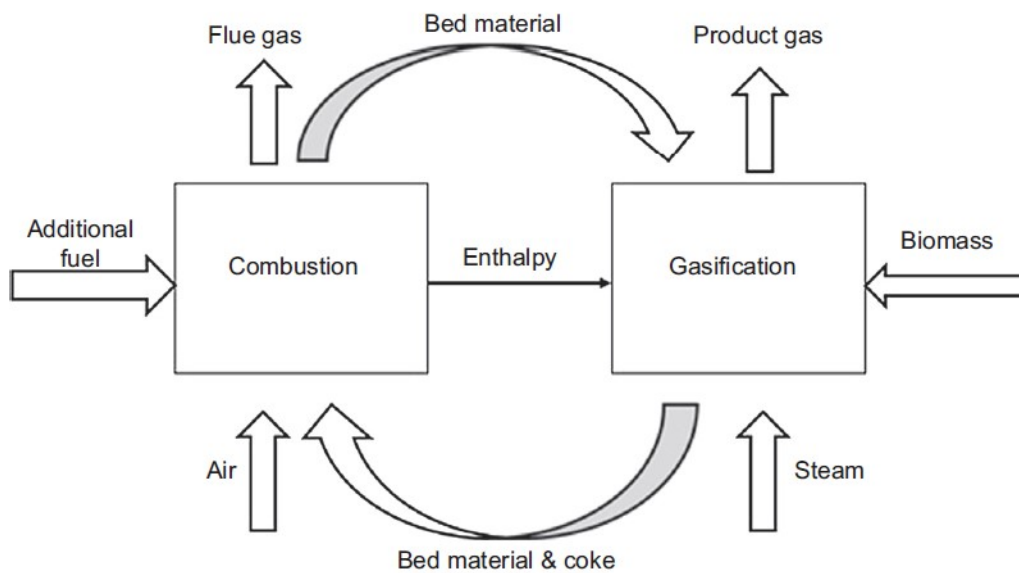 Bed material
Flue gas
Product gas
Additional
fuel
Combustion
Enthalpy
Gasification
Biomass
Air
Steam
Bed material & coke